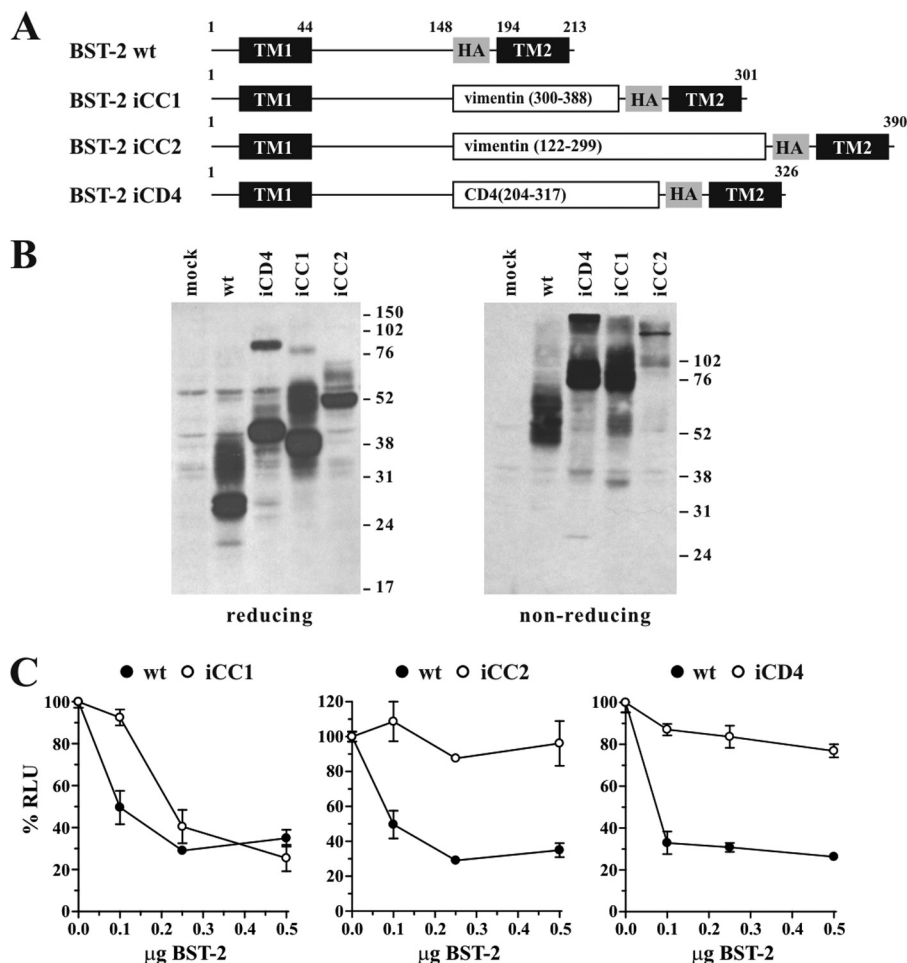 A
1 44 148 194 213
BST-2 wt TM1 HA TM2
1 301
BST-2 iCC1 TM1 vimentin (300-388) HA TM2
1 390
BST-2 iCC2 TM1 vimentin (122-299) HA TM2
1 326
BST-2 iCD4 TM1 CD4(204-317) HA TM2
B
mock wt iCD4 iCC1 iCC2
- 150
- 102
- 76
- 52
- 38
- 31
- 24
- 17
reducing
mock wt iCD4 iCC1 iCC2
- 102
- 76
- 52
- 38
- 31
- 24
non-reducing
C
wt iCC1
% RLU
100
80
60
40
20
0
0.0 0.1 0.2 0.3 0.4 0.5
µg BST-2
wt iCC2
120
100
80
60
40
20
0
0.0 0.1 0.2 0.3 0.4 0.5
µg BST-2
wt iCD4
100
80
60
40
20
0
0.0 0.1 0.2 0.3 0.4 0.5
µg BST-2